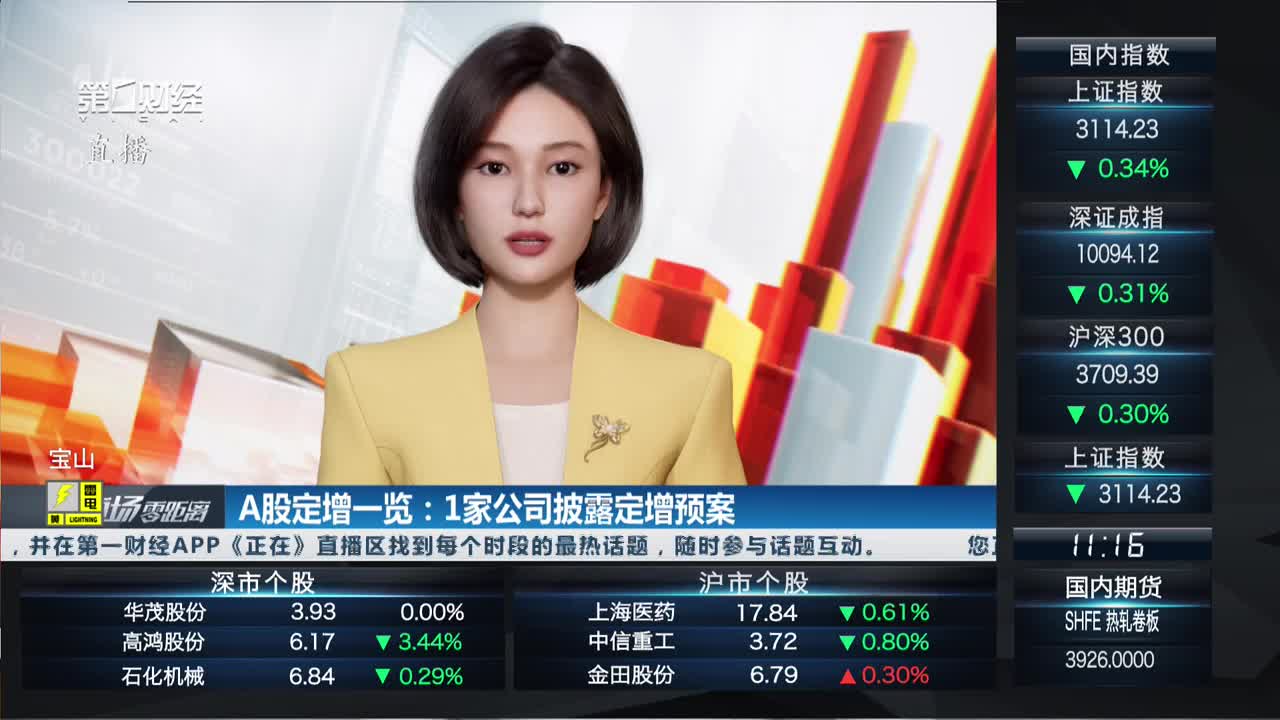 第一财经
直播
宝山
雷电
黄 LIGHTNING
市场零距离
A股定增一览：1家公司披露定增预案
，并在第一财经APP《正在》直播区找到每个时段的最热话题，随时参与话题互动。
深市个股
华茂股份 3.93 0.00%
高鸿股份 6.17 ▼3.44%
石化机械 6.84 ▼0.29%
沪市个股
上海医药 17.84 ▼0.61%
中信重工 3.72 ▼0.80%
金田股份 6.79 ▲0.30%
国内指数
上证指数
3114.23
▼ 0.34%
深证成指
10094.12
▼ 0.31%
沪深300
3709.39
▼ 0.30%
上证指数
▼ 3114.23
11:16
国内期货
SHFE 热轧卷板
3926.0000